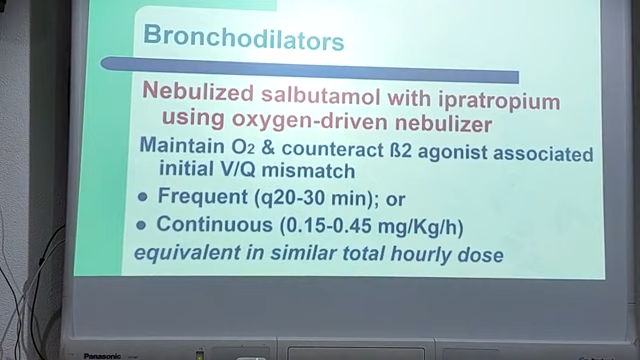 Bronchodilators
Nebulized salbutamol with ipratropium
using oxygen-driven nebulizer
Maintain O2 & counteract ß2 agonist associated
initial V/Q mismatch
● Frequent (q20-30 min); or
● Continuous (0.15-0.45 mg/Kg/h)
equivalent in similar total hourly dose
Panasonic